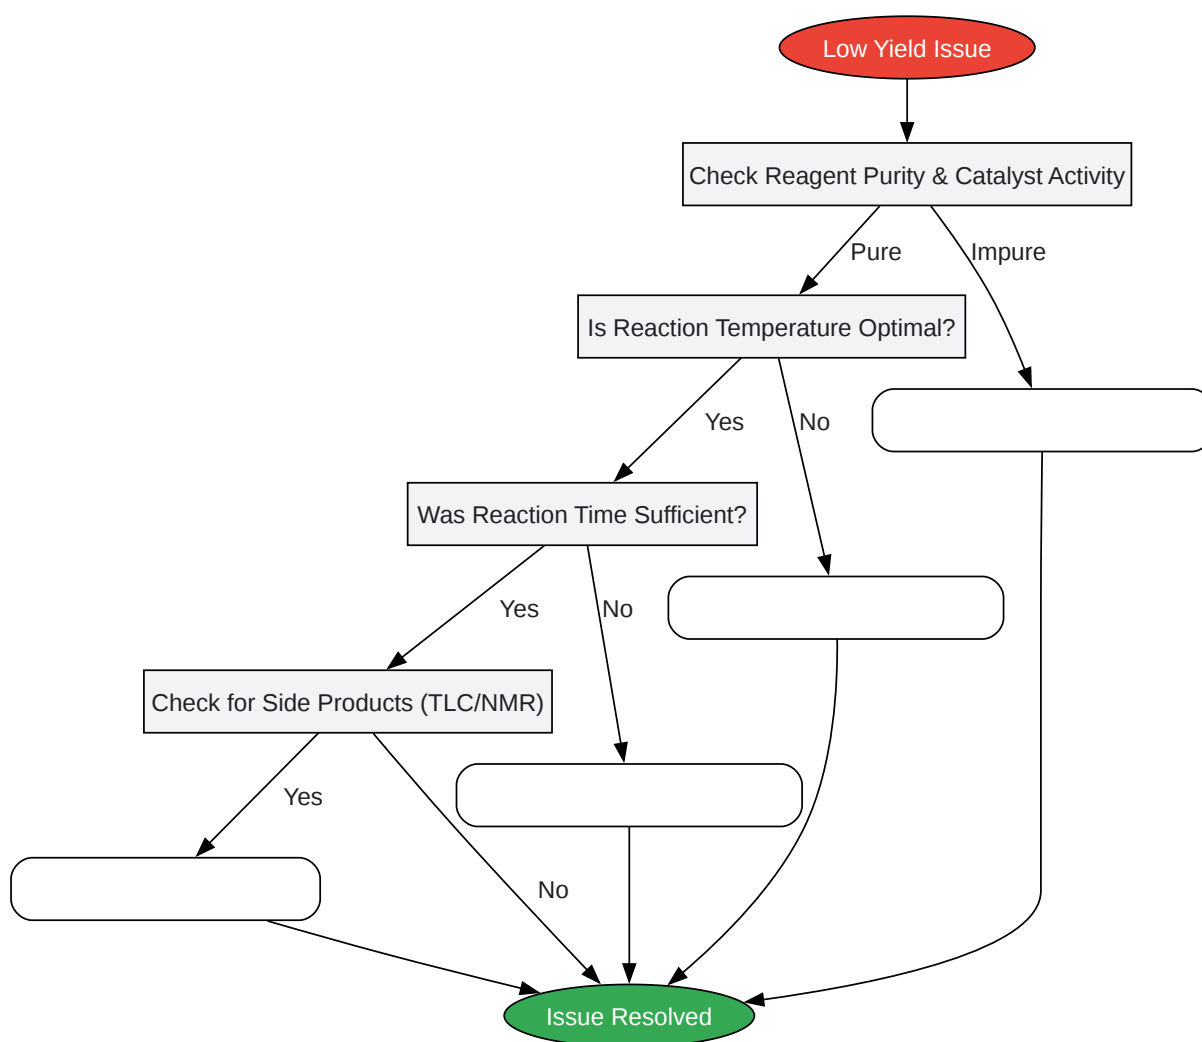 Low Yield Issue
Check Reagent Purity & Catalyst Activity
Pure
Impure
Is Reaction Temperature Optimal?
Yes
No
Was Reaction Time Sufficient?
Yes
No
Check for Side Products (TLC/NMR)
Yes
No
Issue Resolved